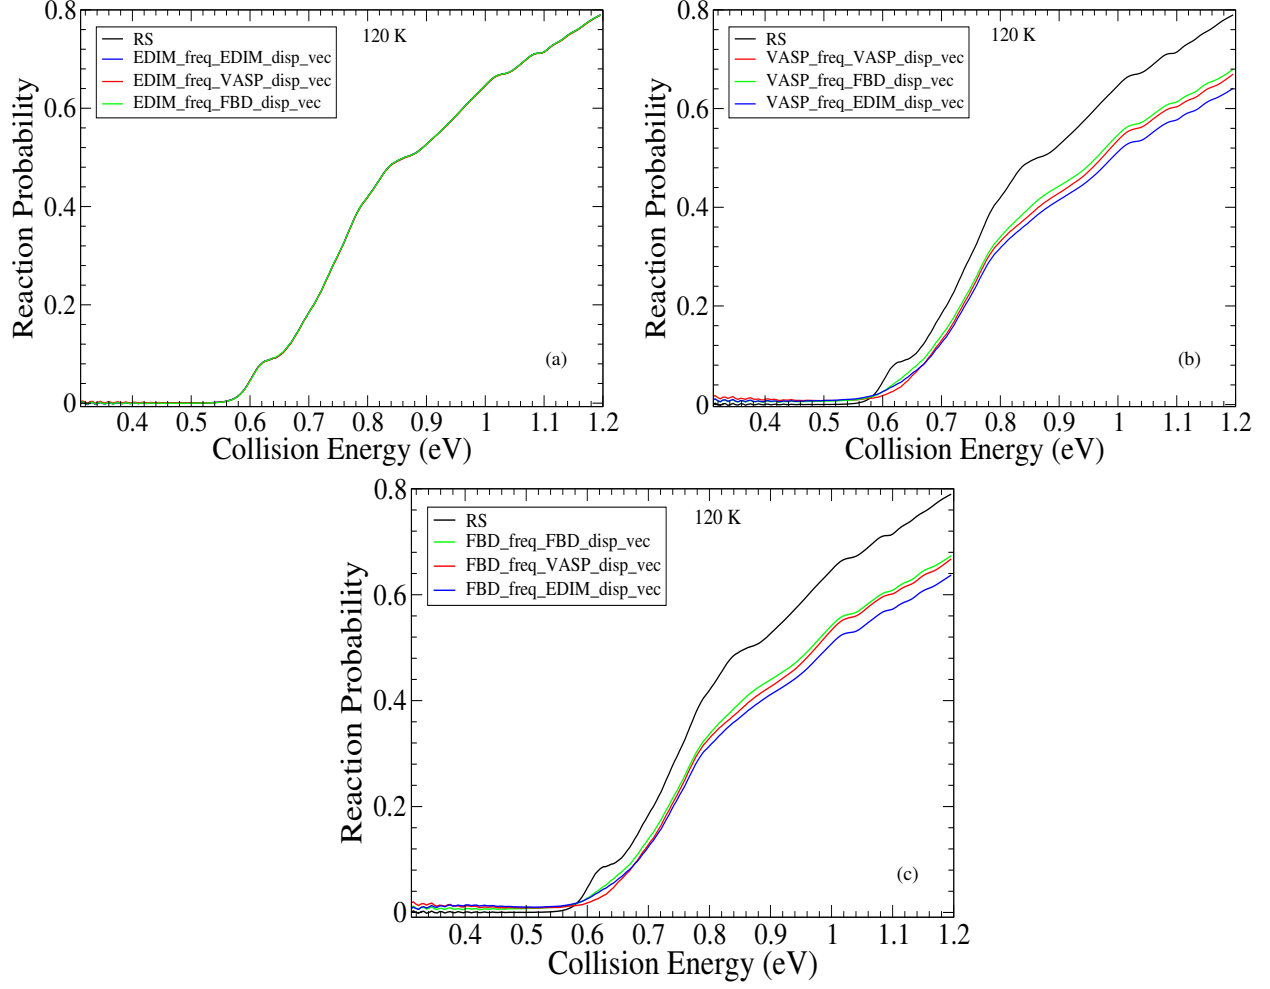 120 K
RS
EDIM_freq_EDIM_disp_vec
EDIM_freq_VASP_disp_vec
EDIM_freq_FBD_disp_vec
Reaction Probability
0.8
0.6
0.4
0.2
0
(a)
0.4 0.5 0.6 0.7 0.8 0.9 1 1.1 1.2
Collision Energy (eV)
120 K
RS
VASP_freq_VASP_disp_vec
VASP_freq_FBD_disp_vec
VASP_freq_EDIM_disp_vec
Reaction Probability
0.8
0.6
0.4
0.2
0
(b)
0.4 0.5 0.6 0.7 0.8 0.9 1 1.1 1.2
Collision Energy (eV)
120 K
RS
FBD_freq_FBD_disp_vec
FBD_freq_VASP_disp_vec
FBD_freq_EDIM_disp_vec
Reaction Probability
0.8
0.6
0.4
0.2
0
(c)
0.4 0.5 0.6 0.7 0.8 0.9 1 1.1 1.2
Collision Energy (eV)